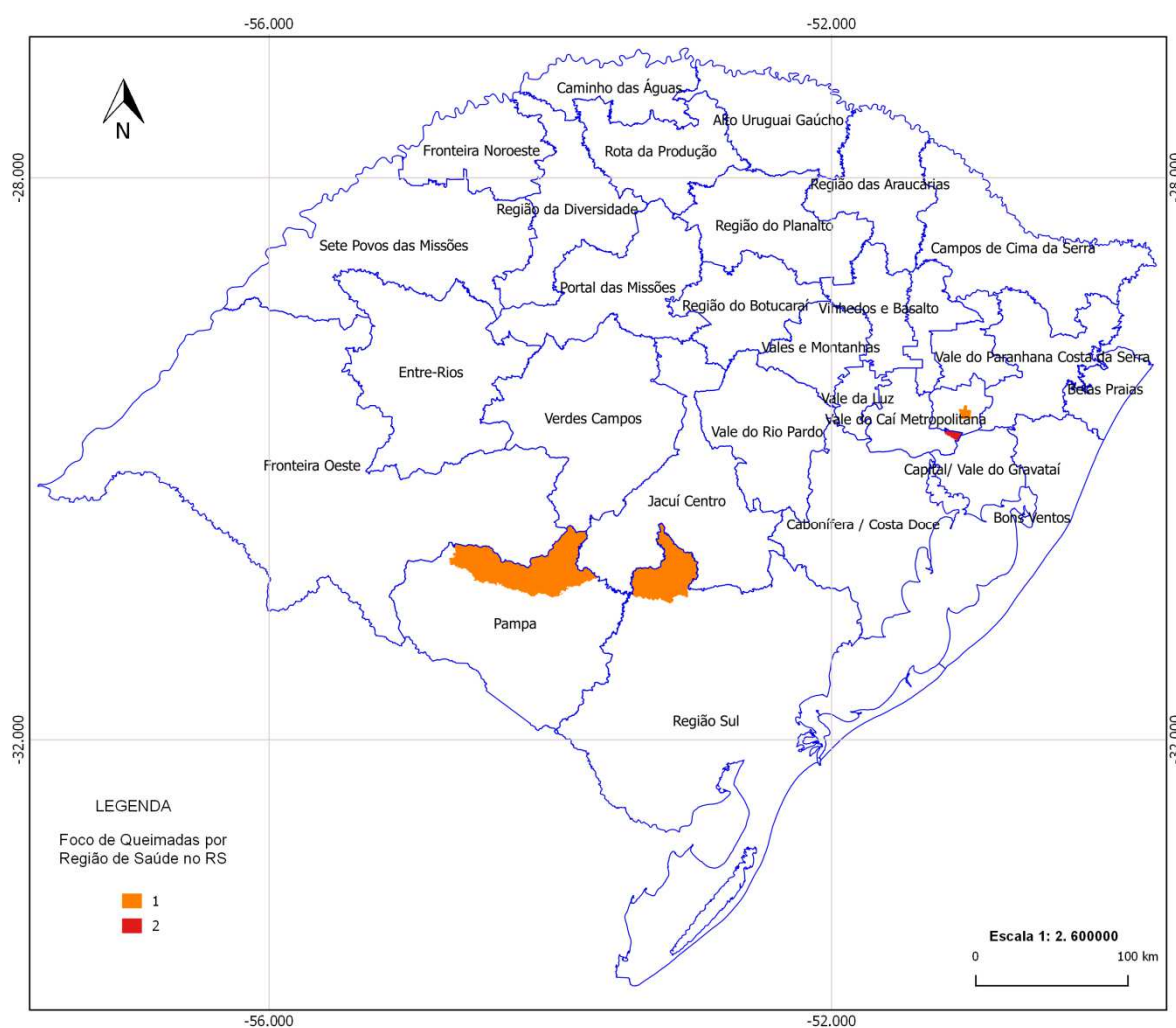 -56.000
-52.000
-28.000
-28.000
N
Caminho das Águas
Alto Uruguai Gaúcho
Fronteira Noroeste
Rota da Produção
Região das Araucárias
Região da Diversidade
Região do Planalto
Sete Povos das Missões
Campos de Cima da Serra
Portal das Missões
Região do Botucaraí
Vinhedos e Basalto
Vales e Montanhas
Vale do Paranhana Costa da Serra
Entre-Rios
Belas Praias
Vale da Luz
Verdes Campos
Vale do Rio Pardo
Vale do Caí Metropolitana
Fronteira Oeste
Capital/ Vale do Gravataí
Jacuí Centro
Bons Ventos
Cabonífera / Costa Doce
Pampa
Região Sul
-32.000
-32.000
LEGENDA
Foco de Queimadas por
Região de Saúde no RS
1
2
Escala 1: 2. 600000
0 100 km
-56.000
-52.000